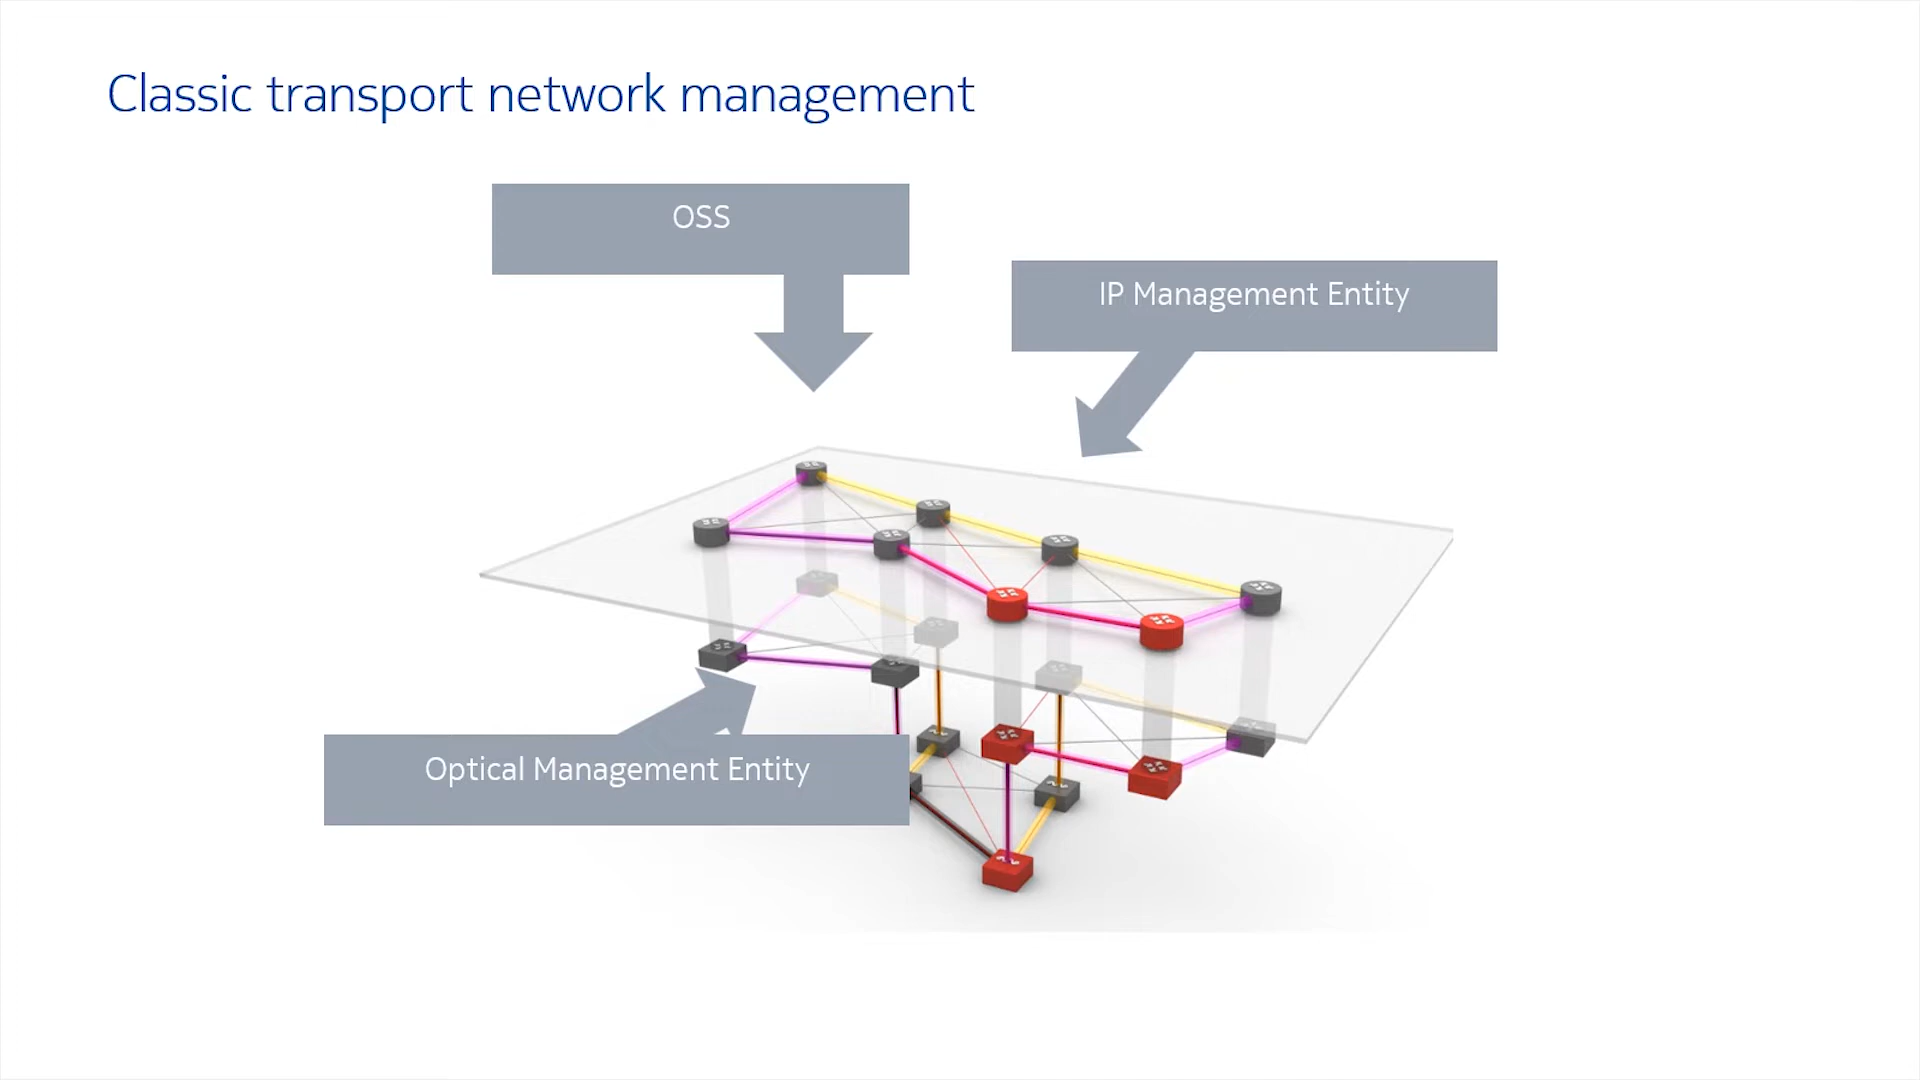 Classic transport network management
OSS
IP Management Entity
Optical Management Entity